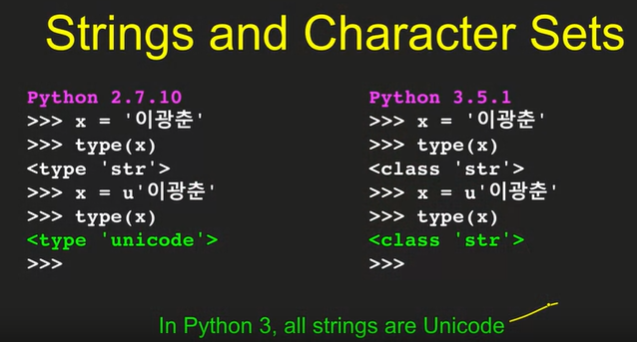 Strings and Character Sets
Python 2.7.10
>>> x = '이광춘'
>>> type(x)
<type 'str'>
>>> x = u'이광춘'
>>> type(x)
<type 'unicode'>
>>>
Python 3.5.1
>>> x = '이광춘'
>>> type(x)
<class 'str'>
>>> x = u'이광춘'
>>> type(x)
<class 'str'>
>>>
In Python 3, all strings are Unicode